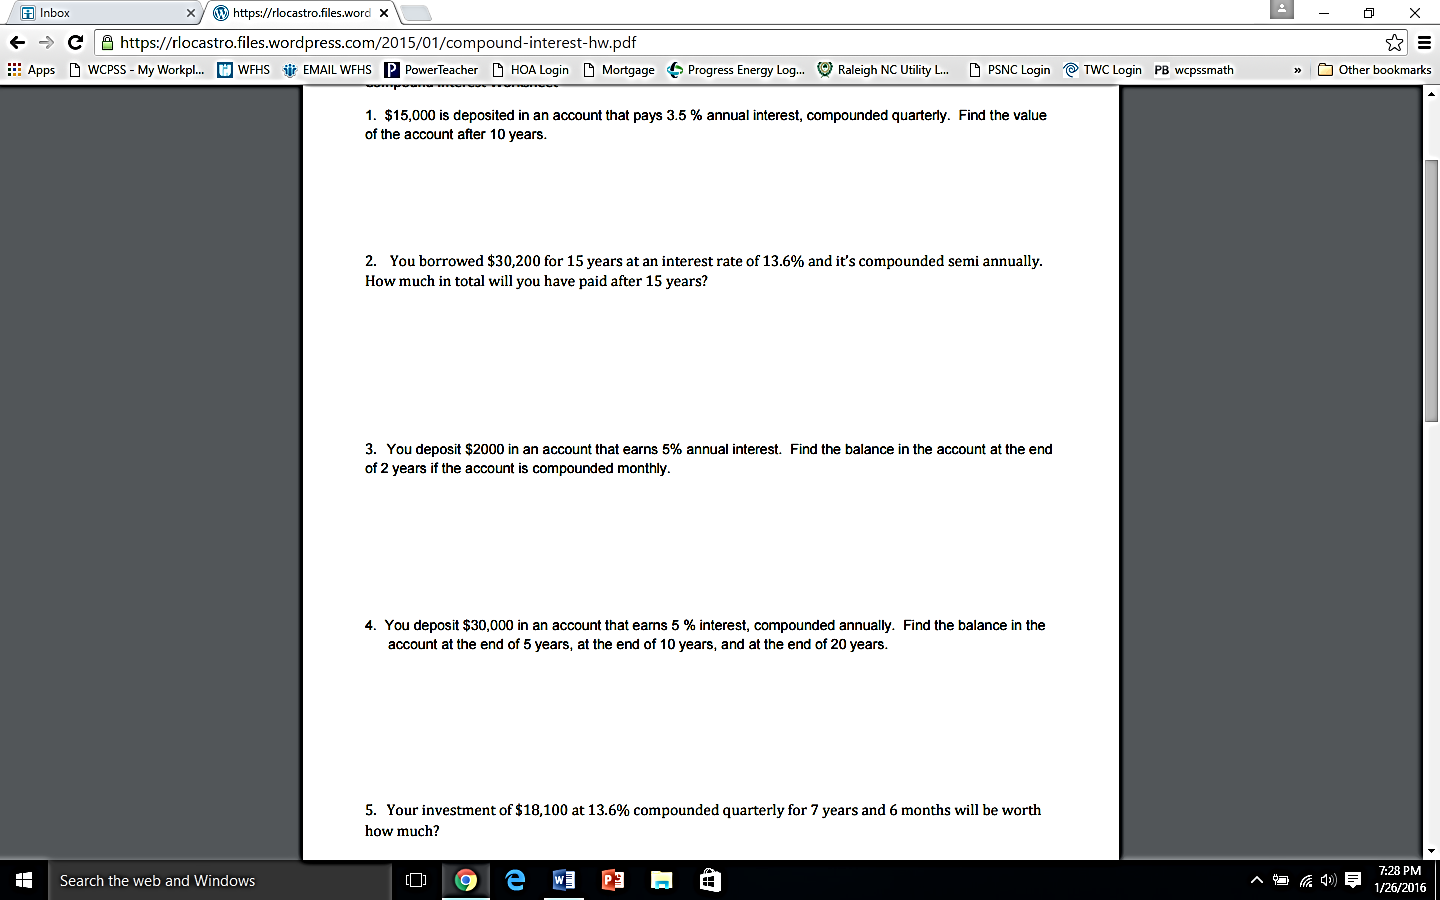 Inbox
https://rlocastro.files.word
https://rlocastro.files.wordpress.com/2015/01/compound-interest-hw.pdf
Apps WCPSS - My Workpl... WFHS EMAIL WFHS PowerTeacher HOA Login Mortgage Progress Energy Log... Raleigh NC Utility L... PSNC Login TWC Login PB wcpssmath » Other bookmarks
1. $15,000 is deposited in an account that pays 3.5 % annual interest, compounded quarterly. Find the value
of the account after 10 years.
2. You borrowed $30,200 for 15 years at an interest rate of 13.6% and it's compounded semi annually.
How much in total will you have paid after 15 years?
3. You deposit $2000 in an account that earns 5% annual interest. Find the balance in the account at the end
of 2 years if the account is compounded monthly.
4. You deposit $30,000 in an account that earns 5 % interest, compounded annually. Find the balance in the
account at the end of 5 years, at the end of 10 years, and at the end of 20 years.
5. Your investment of $18,100 at 13.6% compounded quarterly for 7 years and 6 months will be worth
how much?
Search the web and Windows
7:28 PM
1/26/2016